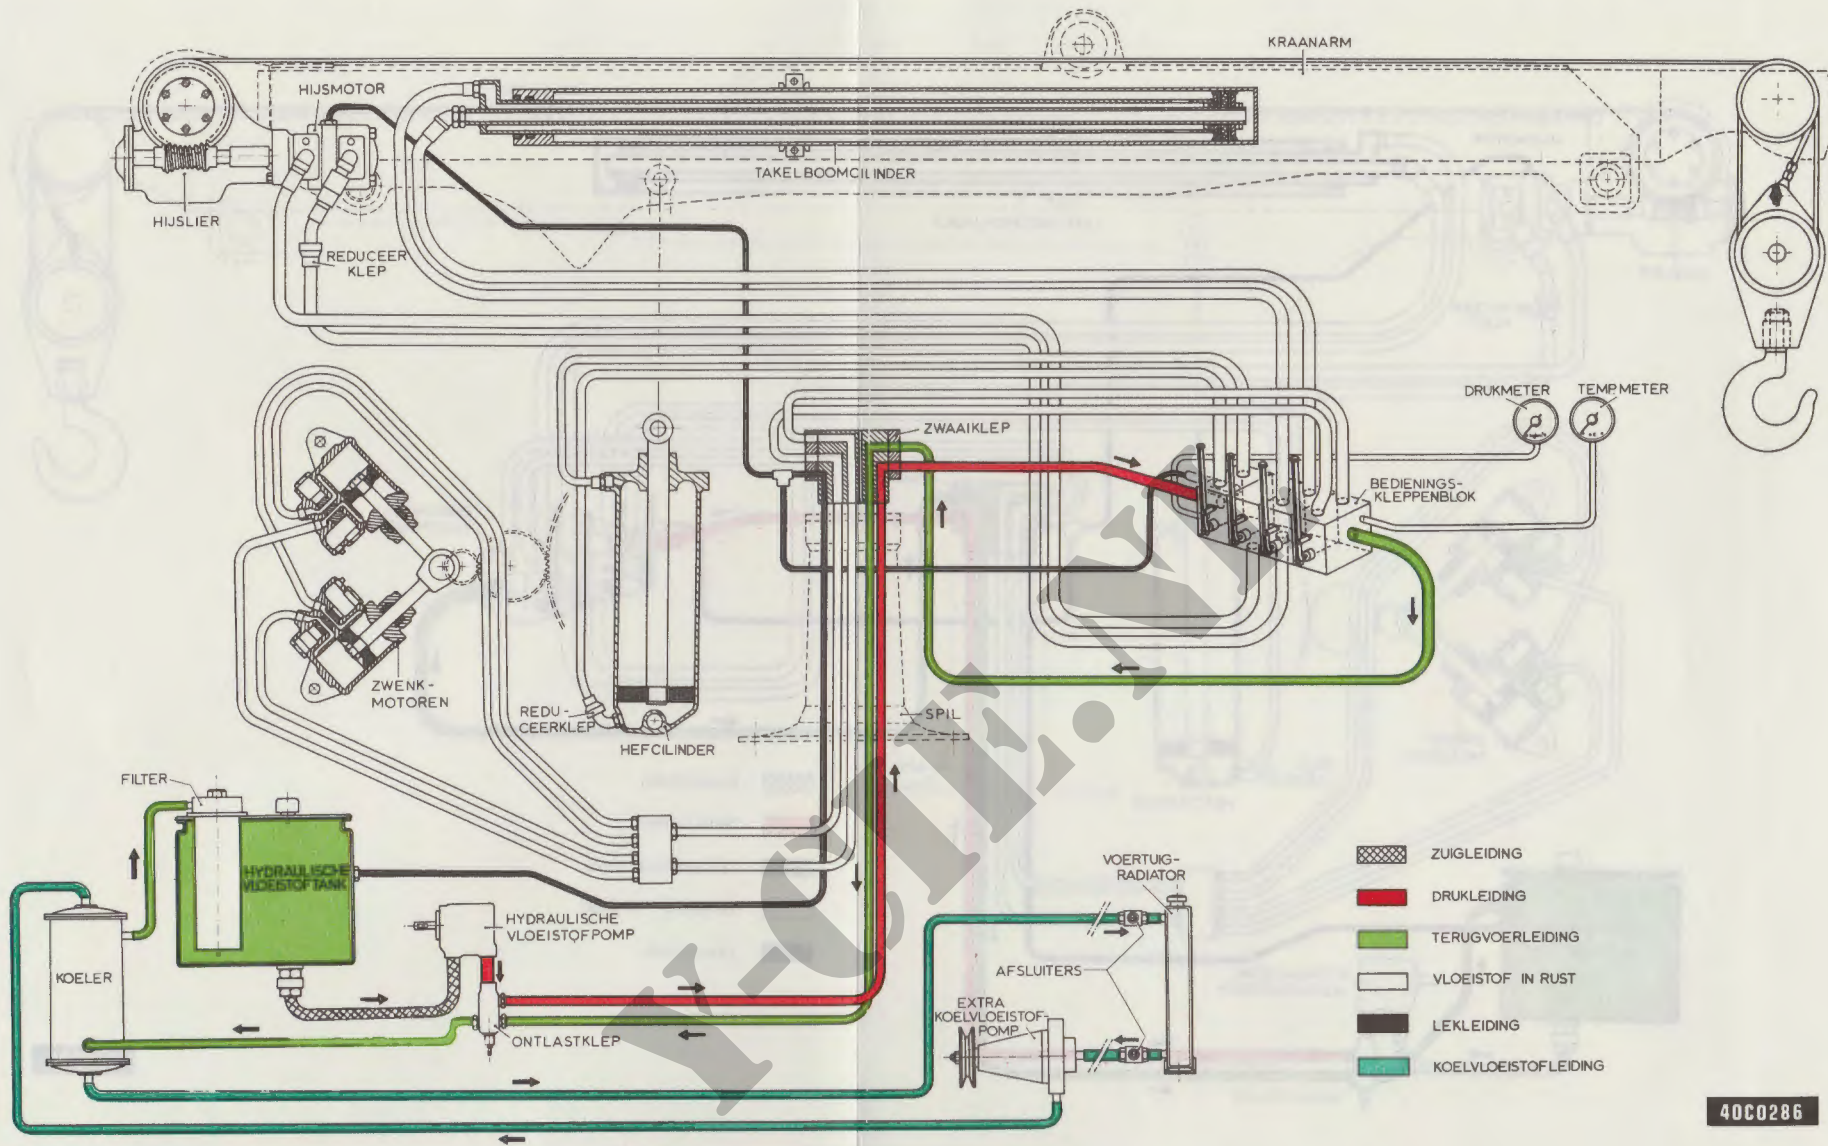 KRAANARM
HIJSMOTOR
TAKELBOOMCILINDER
HIJSLIER
REDUCEER
KLEP
DRUKMETER
TEMP.METER
ZWAAIKLEP
BEDIENINGS-
KLEPPENBLOK
ZWENK-
MOTOREN
REDU-
CEERKLEP
SPIL
HEFCILINDER
FILTER
HYDRAULISCHE
VLOEISTOFTANK
VOERTUIG-
RADIATOR
ZUIGLEIDING
DRUKLEIDING
HYDRAULISCHE
VLOEISTOFPOMP
TERUGVOERLEIDING
KOELER
AFSLUITERS
VLOEISTOF IN RUST
EXTRA
KOELVLOEISTOF-
POMP
LEKLEIDING
ONTLASTKLEP
KOELVLOEISTOFLEIDING
40C0286
Y-CIE.NL